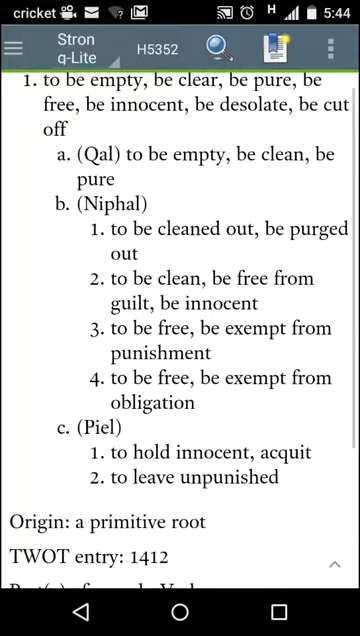 cricket
H
5:44
Stron
q-Lite
H5352
1. to be empty, be clear, be pure, be
free, be innocent, be desolate, be cut
off
a. (Qal) to be empty, be clean, be
pure
b. (Niphal)
1. to be cleaned out, be purged
out
2. to be clean, be free from
guilt, be innocent
3. to be free, be exempt from
punishment
4. to be free, be exempt from
obligation
c. (Piel)
1. to hold innocent, acquit
2. to leave unpunished
Origin: a primitive root
TWOT entry: 1412